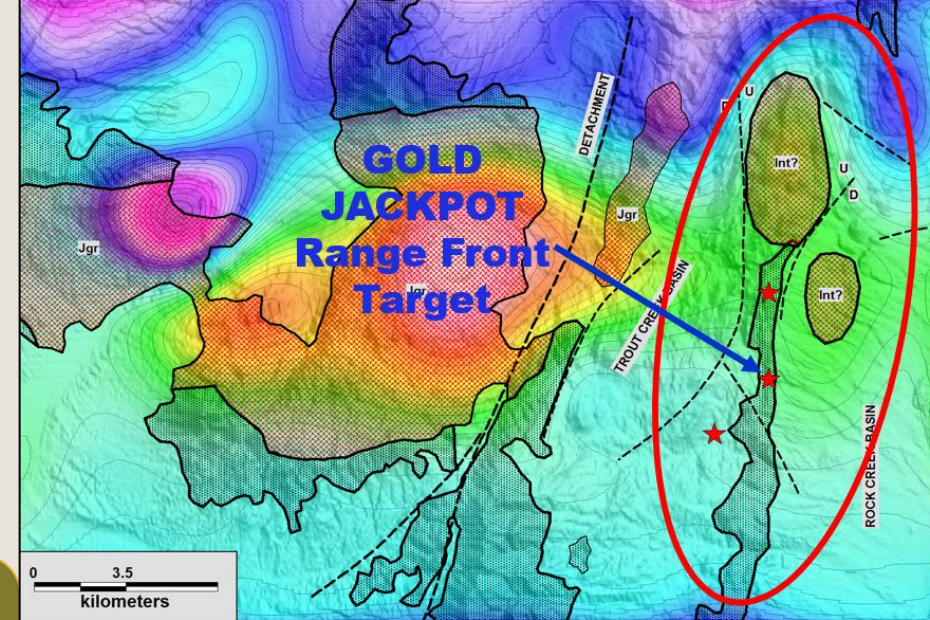 DETACHMENT
U
D
Int?
U
D
GOLD
JACKPOT
Range Front
Target
Jgr
Jgr
Jgr
TROUT CREEK BASIN
Int?
ROCK CREEK BASIN
0 3.5
kilometers